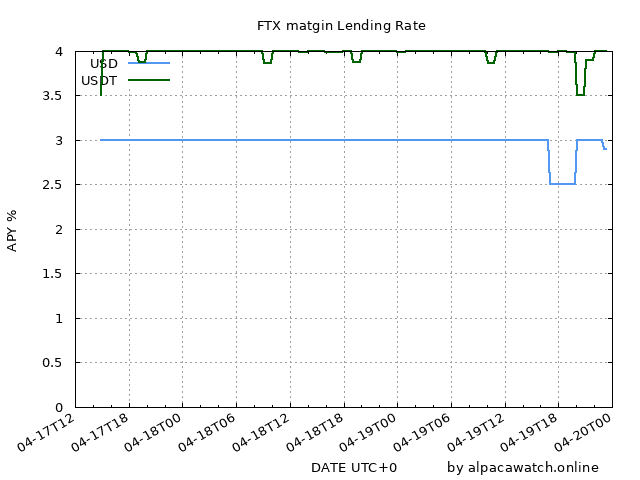 FTX matgin Lending Rate
4
USD
USDT
3.5
3
2.5
2
APY %
1.5
1
0.5
0
04-17T12 04-17T18 04-18T00 04-18T06 04-18T12 04-18T18 04-19T00 04-19T06 04-19T12 04-19T18 04-20T00
DATE UTC+0 by alpacawatch.online